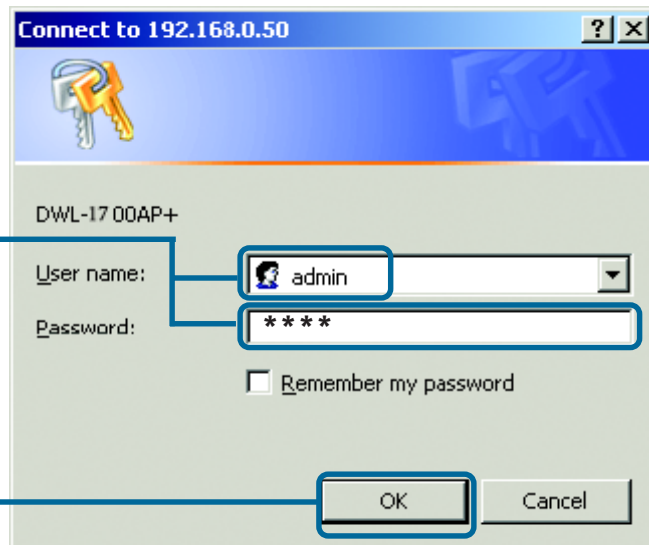 Connect to 192.168.0.50
DWL-1700AP+
User name:
admin
Password:
****
Remember my password
OK
Cancel